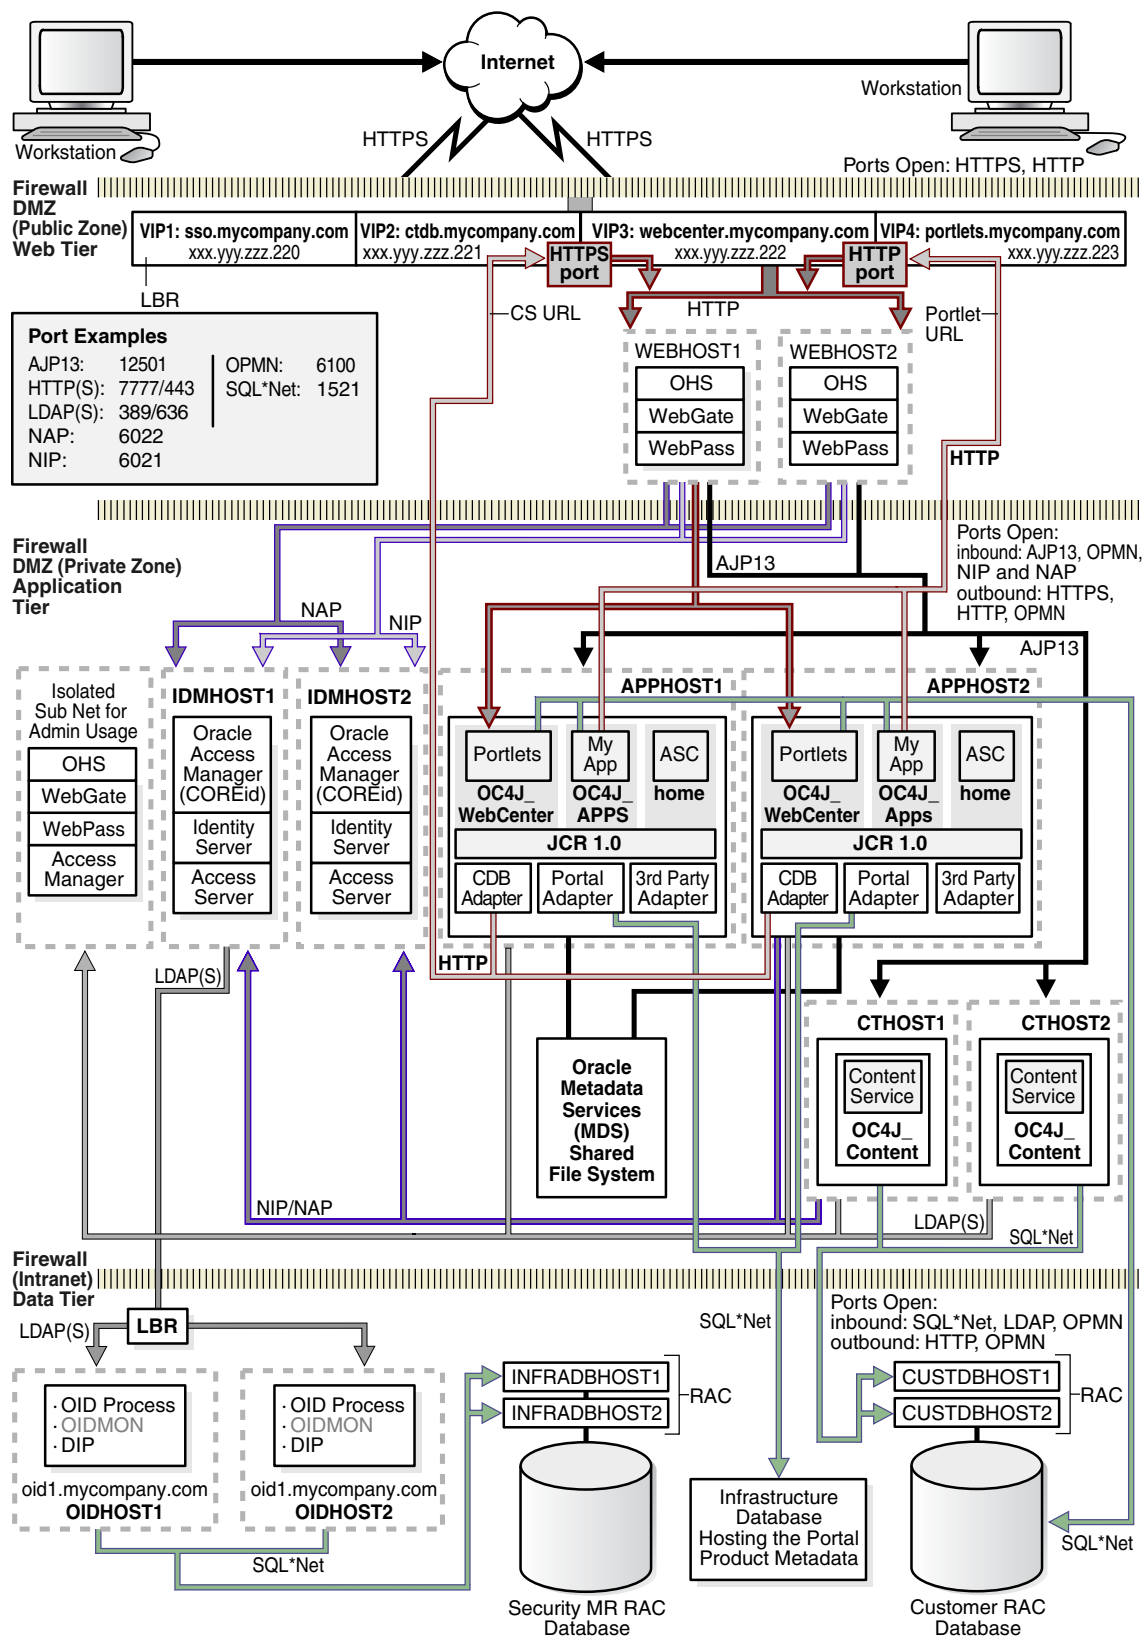 Internet
Workstation
Workstation
HTTPS
HTTPS
Ports Open: HTTPS, HTTP
Firewall
DMZ
(Public Zone)
Web Tier
VIP1: sso.mycompany.com
xxx.yyy.zzz.220
VIP2: ctdb.mycompany.com
xxx.yyy.zzz.221
VIP3: webcenter.mycompany.com
xxx.yyy.zzz.222
VIP4: portlets.mycompany.com
xxx.yyy.zzz.223
HTTPS
port
HTTP
port
LBR
CS URL
HTTP
Portlet
URL
Port Examples
AJP13: 12501
HTTP(S): 7777/443
LDAP(S): 389/636
NAP: 6022
NIP: 6021
OPMN: 6100
SQL*Net: 1521
WEBHOST1
OHS
WebGate
WebPass
WEBHOST2
OHS
WebGate
WebPass
HTTP
Firewall
DMZ (Private Zone)
Application
Tier
Ports Open:
inbound: AJP13, OPMN,
NIP and NAP
outbound: HTTPS,
HTTP, OPMN
AJP13
NAP
NIP
AJP13
Isolated
Sub Net for
Admin Usage
OHS
WebGate
WebPass
Access
Manager
IDMHOST1
Oracle
Access
Manager
(COREid)
Identity
Server
Access
Server
IDMHOST2
Oracle
Access
Manager
(COREid)
Identity
Server
Access
Server
APPHOST1
Portlets
OC4J_
WebCenter
My
App
OC4J_
APPS
ASC
home
JCR 1.0
CDB
Adapter
Portal
Adapter
3rd Party
Adapter
APPHOST2
Portlets
OC4J_
WebCenter
My
App
OC4J_
Apps
ASC
home
JCR 1.0
CDB
Adapter
Portal
Adapter
3rd Party
Adapter
LDAP(S)
HTTP
Oracle
Metadata
Services
(MDS)
Shared
File System
CTHOST1
Content
Service
OC4J_
Content
CTHOST2
Content
Service
OC4J_
Content
NIP/NAP
LDAP(S)
SQL*Net
Firewall
(Intranet)
Data Tier
Ports Open:
inbound: SQL*Net, LDAP, OPMN
outbound: HTTP, OPMN
LBR
LDAP(S)
SQL*Net
· OID Process
· OIDMON
· DIP
oid1.mycompany.com
OIDHOST1
· OID Process
· OIDMON
· DIP
oid1.mycompany.com
OIDHOST2
SQL*Net
INFRADBHOST1
INFRADBHOST2
RAC
Security MR RAC
Database
Infrastructure
Database
Hosting the Portal
Product Metadata
CUSTDBHOST1
CUSTDBHOST2
RAC
SQL*Net
Customer RAC
Database